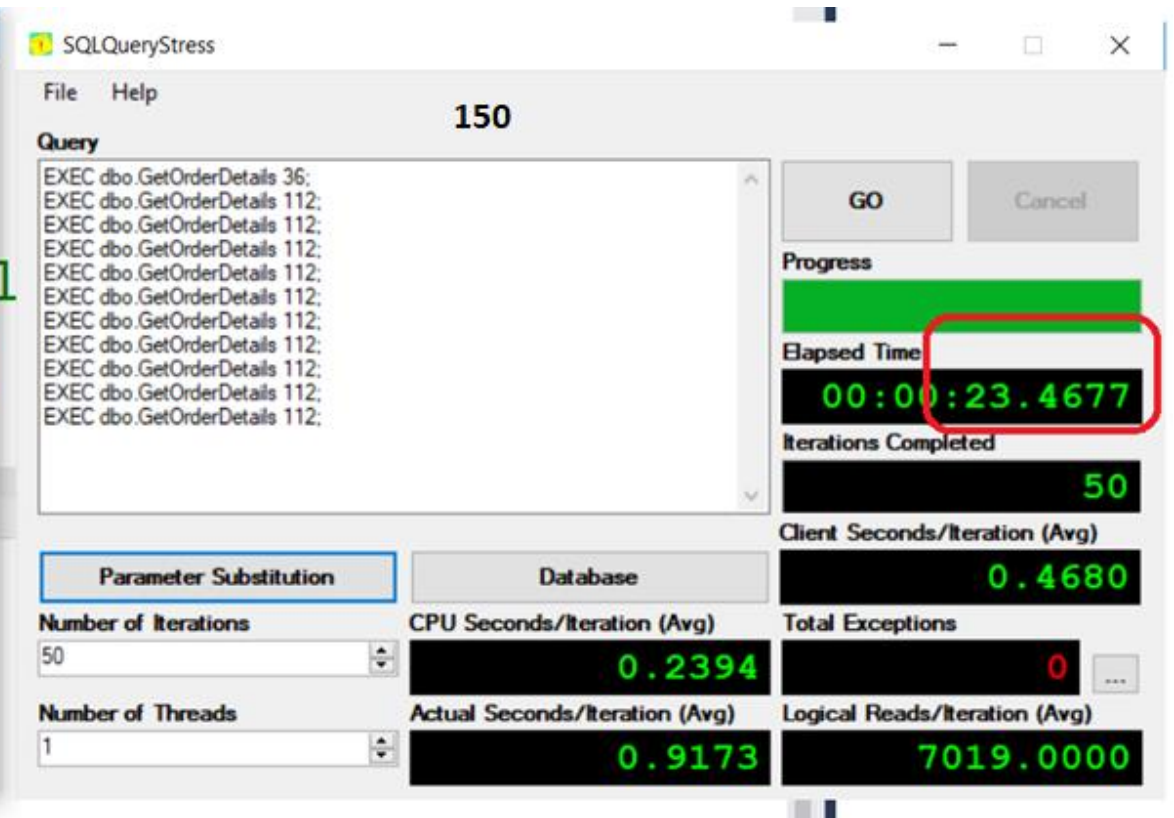 SQLQueryStress
File Help
150
Query
EXEC dbo.GetOrderDetails 36;
EXEC dbo.GetOrderDetails 112;
EXEC dbo.GetOrderDetails 112;
EXEC dbo.GetOrderDetails 112;
EXEC dbo.GetOrderDetails 112;
EXEC dbo.GetOrderDetails 112;
EXEC dbo.GetOrderDetails 112;
EXEC dbo.GetOrderDetails 112;
EXEC dbo.GetOrderDetails 112;
EXEC dbo.GetOrderDetails 112;
EXEC dbo.GetOrderDetails 112;
GO Cancel
Progress
Elapsed Time
00:00:23.4677
Iterations Completed
50
Client Seconds/Iteration (Avg)
0.4680
Parameter Substitution Database
Number of Iterations
50
CPU Seconds/Iteration (Avg)
0.2394
Total Exceptions
0 ...
Number of Threads
1
Actual Seconds/Iteration (Avg)
0.9173
Logical Reads/Iteration (Avg)
7019.0000